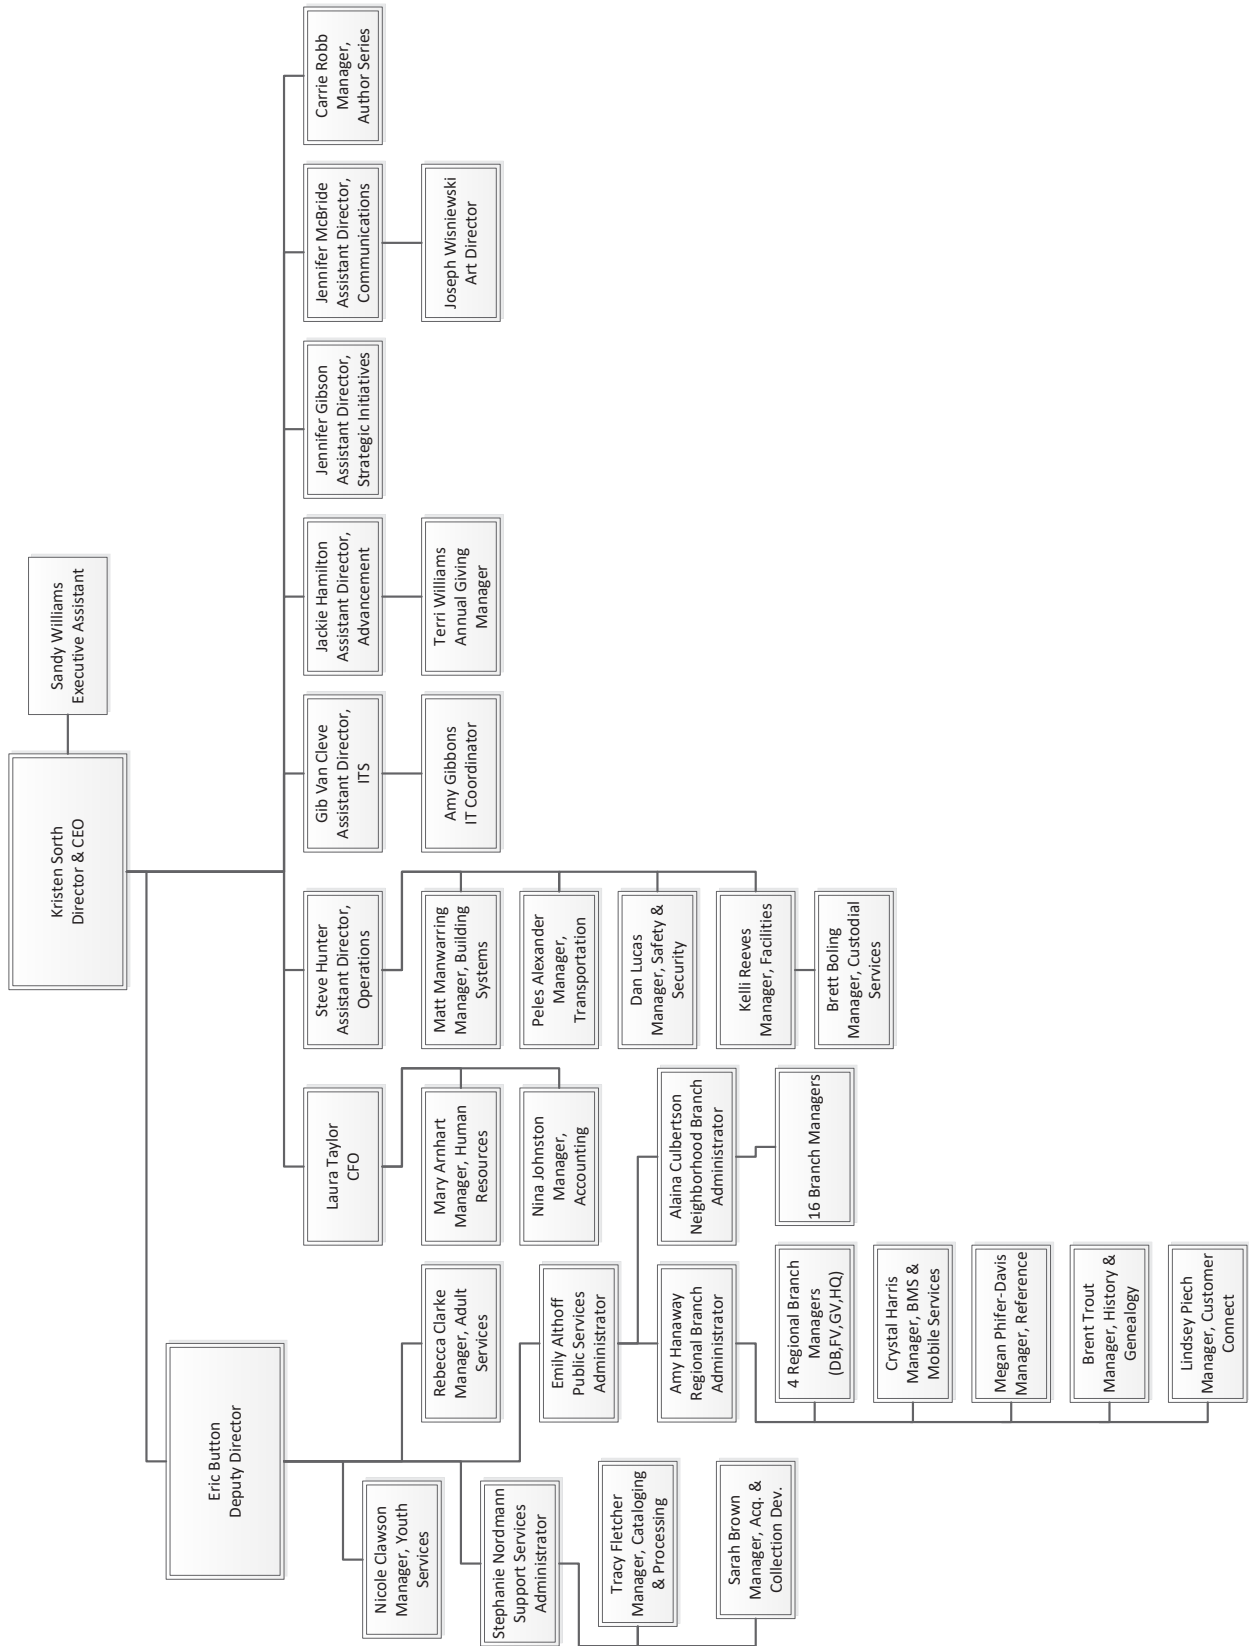 Kristen Sorth
Director & CEO
Sandy Williams
Executive Assistant
Eric Button
Deputy Director
Nicole Clawson
Manager, Youth
Services
Stephanie Nordmann
Support Services
Administrator
Tracy Fletcher
Manager, Cataloging
& Processing
Sarah Brown
Manager, Acq. &
Collection Dev.
Rebecca Clarke
Manager, Adult
Services
Emily Althoff
Public Services
Administrator
Amy Hanaway
Regional Branch
Administrator
4 Regional Branch
Managers
(DB,FV,GV,HQ)
Crystal Harris
Manager, BMS &
Mobile Services
Megan Phifer-Davis
Manager, Reference
Brent Trout
Manager, History &
Genealogy
Lindsey Piech
Manager, Customer
Connect
Alaina Culbertson
Neighborhood Branch
Administrator
16 Branch Managers
Laura Taylor
CFO
Mary Arnhart
Manager, Human
Resources
Nina Johnston
Manager,
Accounting
Steve Hunter
Assistant Director,
Operations
Matt Manwarring
Manager, Building
Systems
Peles Alexander
Manager,
Transportation
Dan Lucas
Manager, Safety &
Security
Kelli Reeves
Manager, Facilities
Brett Boling
Manager, Custodial
Services
Gib Van Cleve
Assistant Director,
ITS
Amy Gibbons
IT Coordinator
Jackie Hamilton
Assistant Director,
Advancement
Terri Williams
Annual Giving
Manager
Jennifer Gibson
Assistant Director,
Strategic Initiatives
Jennifer McBride
Assistant Director,
Communications
Joseph Wisniewski
Art Director
Carrie Robb
Manager,
Author Series